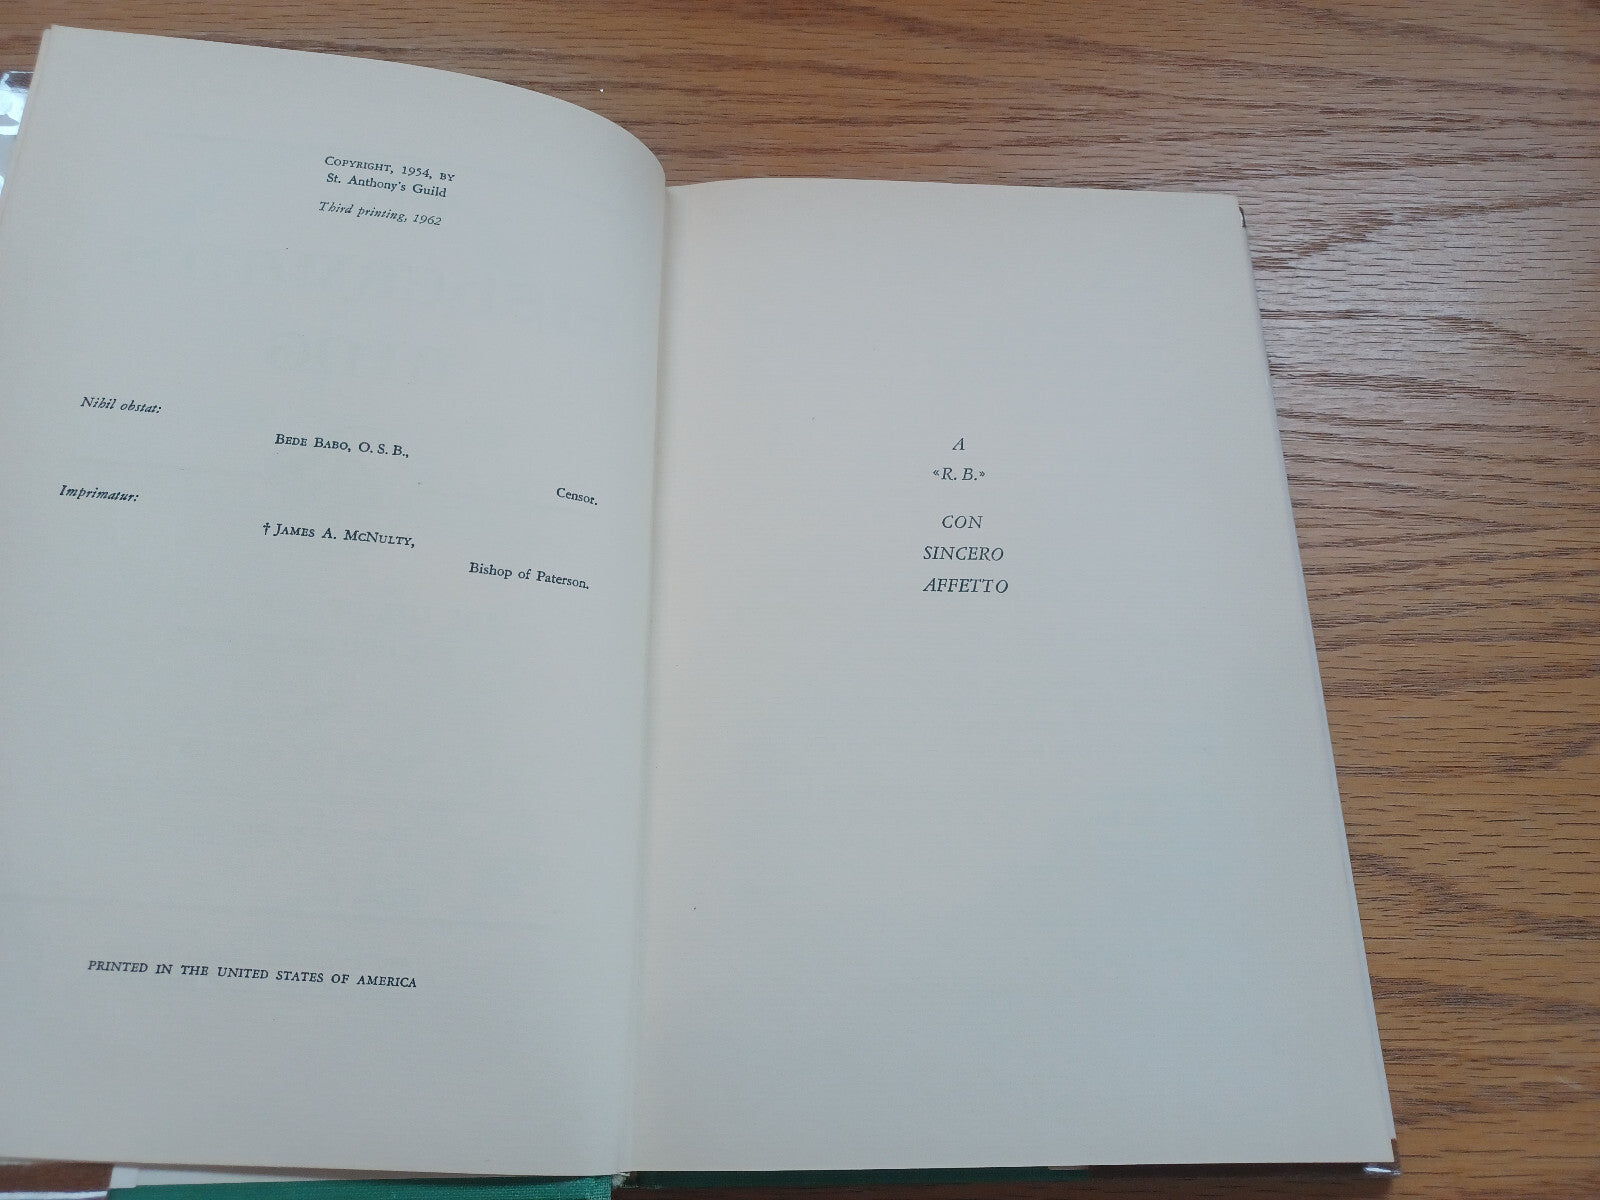 COPYRIGHT, 1954, BY
St. Anthony's Guild
Third printing, 1962
Nihil obstat:
BEDE BABO, O. S. B.,
Censor.
Imprimatur:
† JAMES A. MCNULTY,
Bishop of Paterson.
PRINTED IN THE UNITED STATES OF AMERICA
A
«R. B.»
CON
SINCERO
AFFETTO